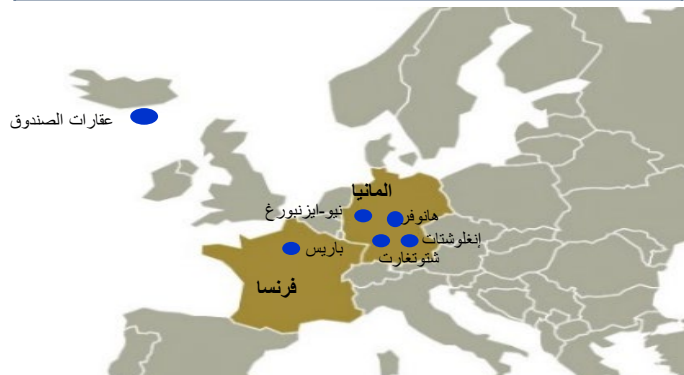 عقارات الصندوق
المانيا
نيو-ايزنبورغ
هانوفر
إنغلوشتات
شتوتغارت
باريس
فرنسا